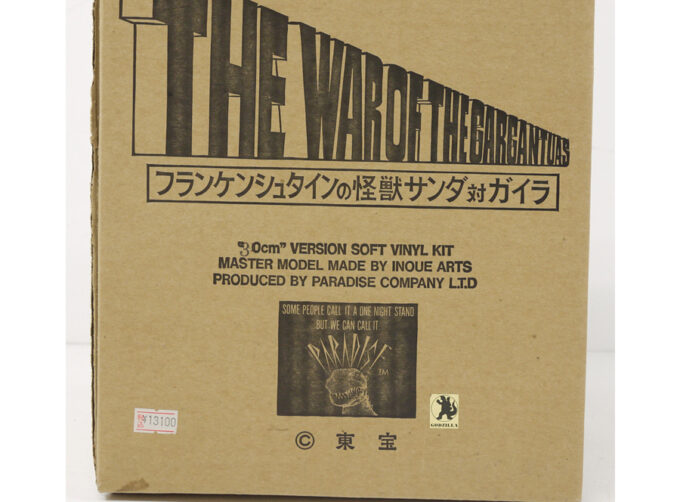 THE WAR OF THE GARGANTUAS
フランケンシュタインの怪獣サンダ対ガイラ
"30cm" VERSION SOFT VINYL KIT
MASTER MODEL MADE BY INOUE ARTS
PRODUCED BY PARADISE COMPANY L.T.D
SOME PEOPLE CALL IT A ONE NIGHT STAND
BUT WE CAN CALL IT
PARADISE
TM
GODZILLA
¥13100
© 東宝